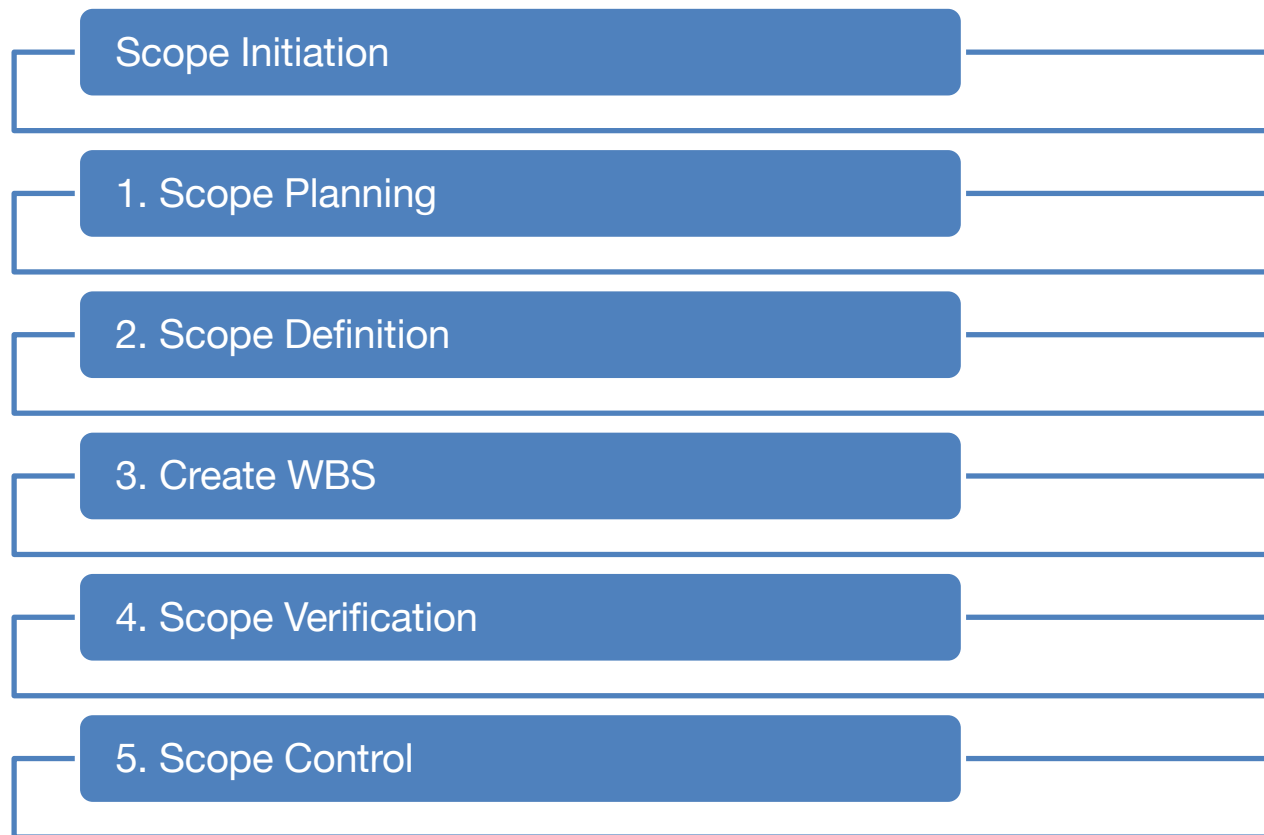 Scope Initiation
1. Scope Planning
2. Scope Definition
3. Create WBS
4. Scope Verification
5. Scope Control